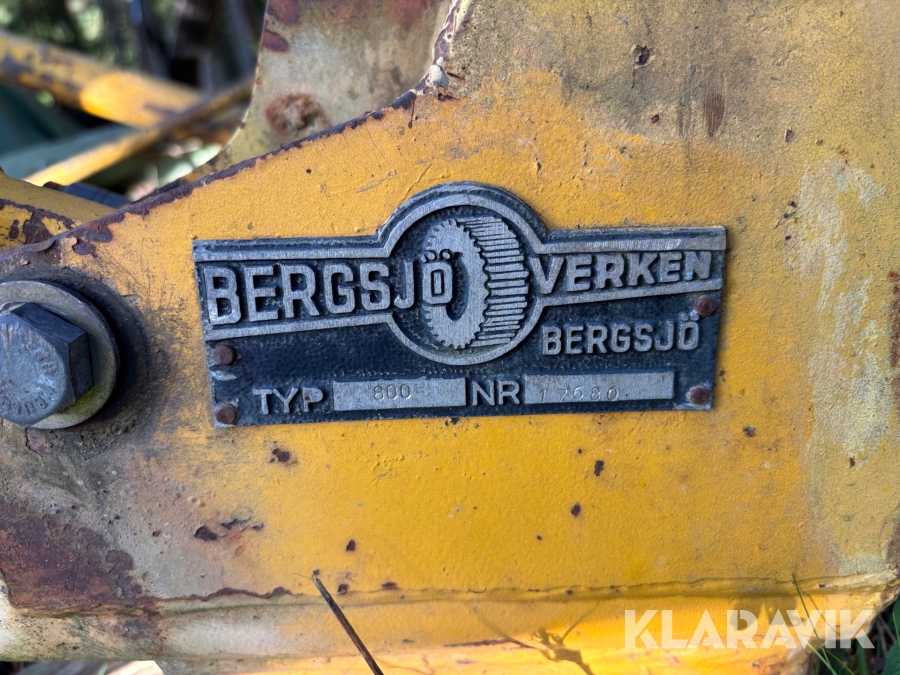 BERGSJÖ VERKEN
BERGSJÖ
TYP 800 NR 17680
KLARAVIK